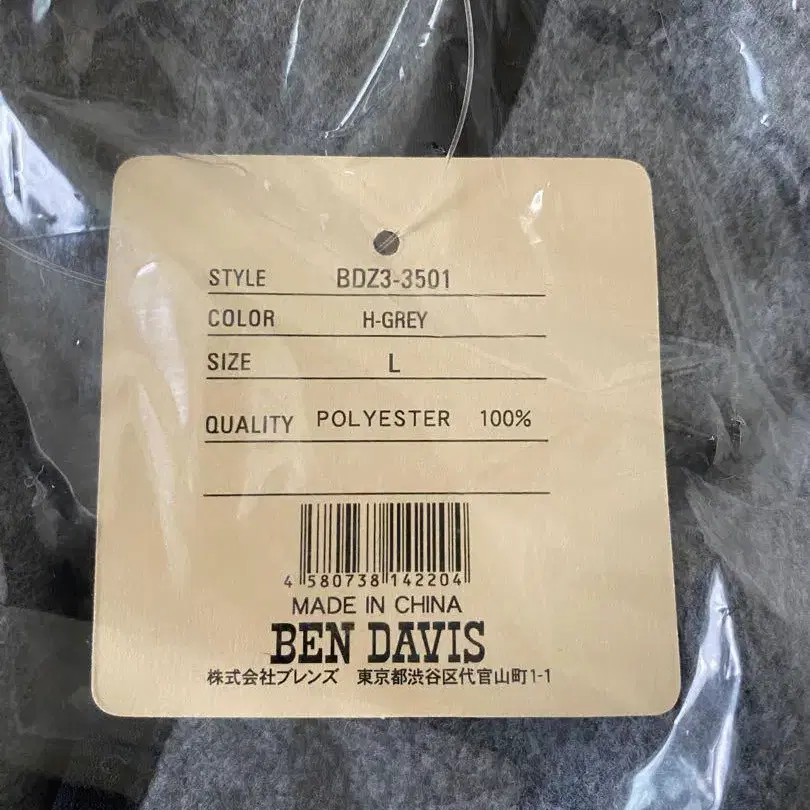 STYLE BDZ3-3501
COLOR H-GREY
SIZE L
QUALITY POLYESTER 100%
4 580738 142204
MADE IN CHINA
BEN DAVIS
株式会社ブレンズ 東京都渋谷区代官山町1-1